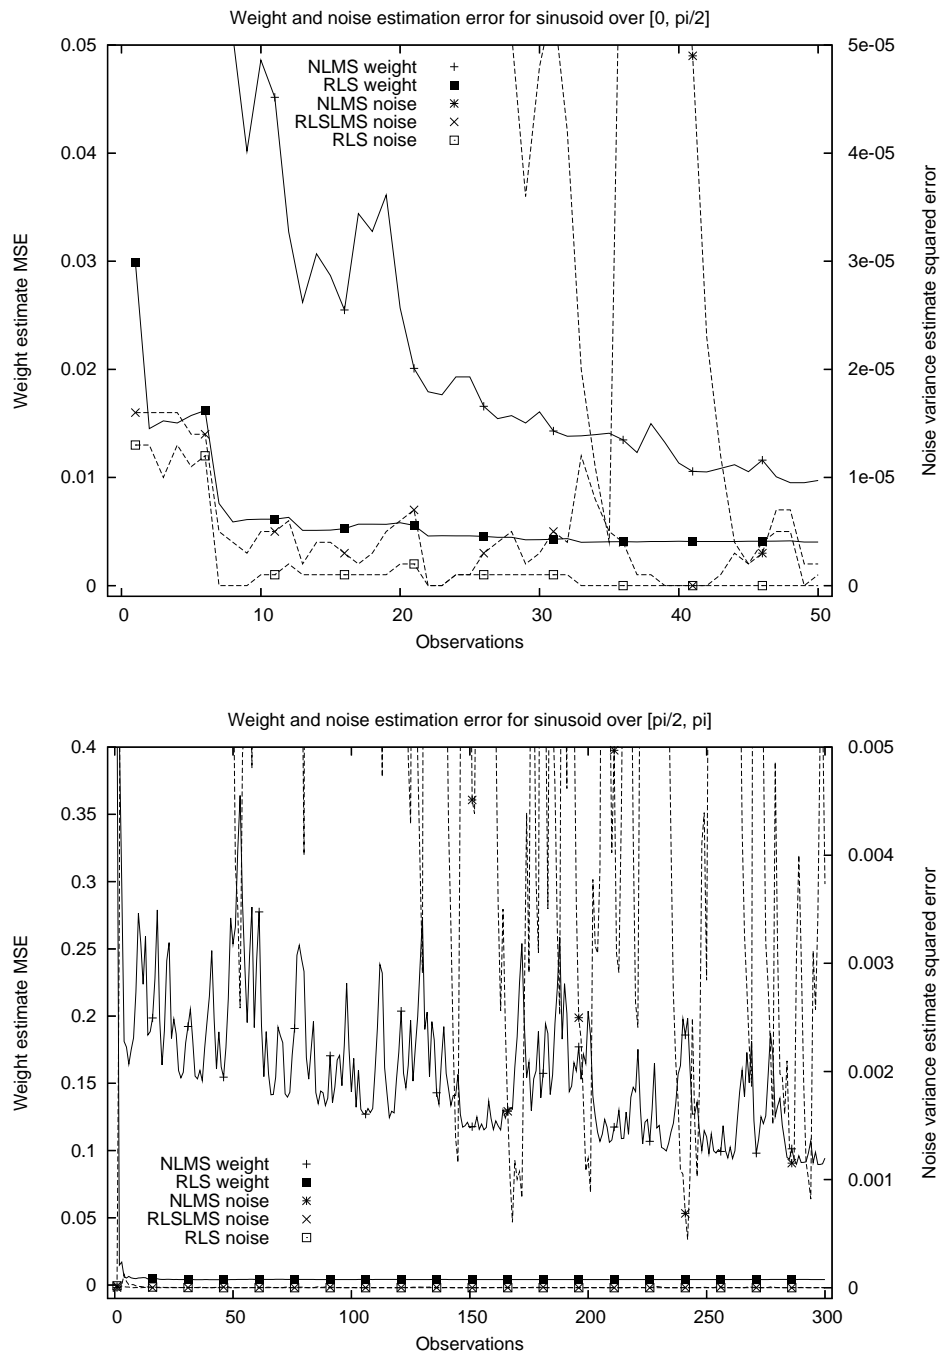 Weight and noise estimation error for sinusoid over [0, pi/2]
0.05
0.04
0.03
0.02
0.01
0
5e-05
4e-05
3e-05
2e-05
1e-05
0
Weight estimate MSE
Noise variance estimate squared error
NLMS weight
RLS weight
NLMS noise
RLSLMS noise
RLS noise
0 10 20 30 40 50
Observations
Weight and noise estimation error for sinusoid over [pi/2, pi]
0.4
0.35
0.3
0.25
0.2
0.15
0.1
0.05
0
0.005
0.004
0.003
0.002
0.001
0
Weight estimate MSE
Noise variance estimate squared error
NLMS weight
RLS weight
NLMS noise
RLSLMS noise
RLS noise
0 50 100 150 200 250 300
Observations